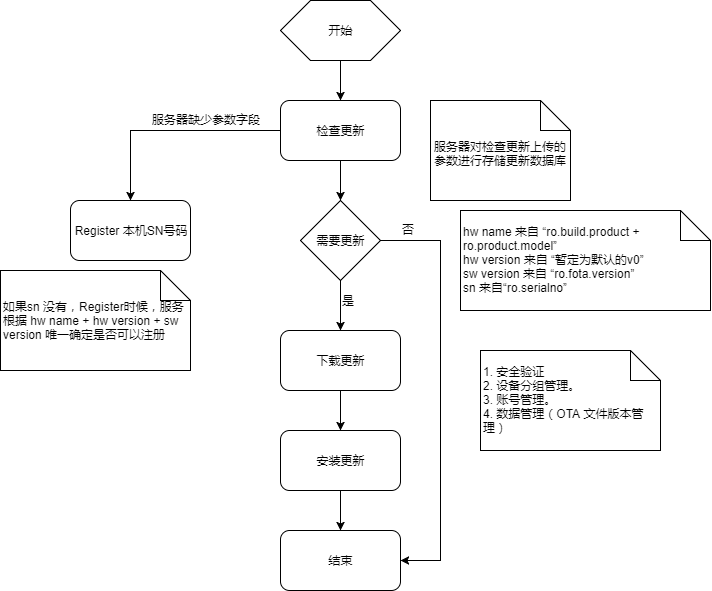 开始
服务器缺少参数字段
检查更新
服务器对检查更新上传的
参数进行存储更新数据库
Register 本机SN号码
需要更新
否
hw name 来自 “ro.build.product +
ro.product.model”
hw version 来自 “暂定为默认的v0”
sw version 来自 “ro.fota.version”
sn 来自“ro.serialno”
如果sn 没有，Register时候，服务
根据 hw name + hw version + sw
version 唯一确定是否可以注册
是
下载更新
1. 安全验证
2. 设备分组管理。
3. 账号管理。
4. 数据管理（OTA 文件版本管
理）
安装更新
结束